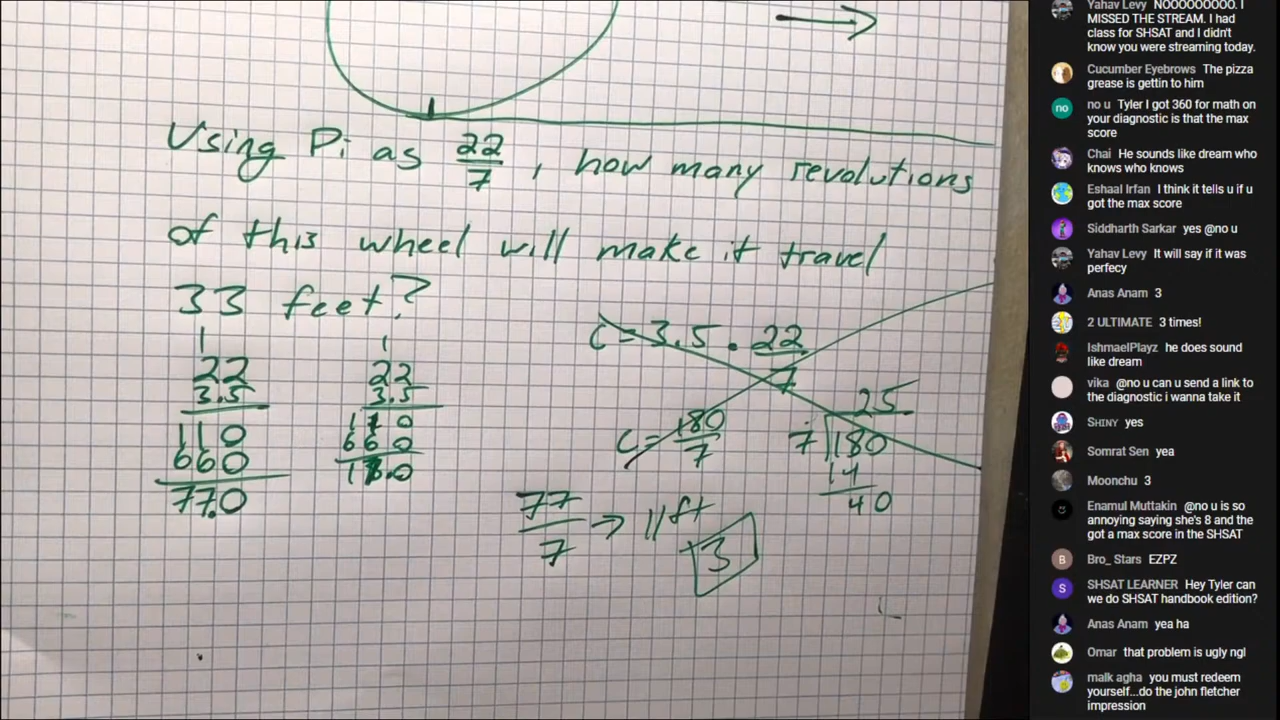 Using Pi as 22/7, how many revolutions
of this wheel will make it travel
33 feet?
1
22
3.5
110
660
77.0
1
22
3.5
170
660
C = 3.5 · 22/7
C = 180/7
25
7 180
14
40
77/7 → 11 ft
3
Yahav Levy NOOOOOOOOO. I
MISSED THE STREAM. I had
class for SHSAT and I didn't
know you were streaming today.
Cucumber Eyebrows The pizza
grease is gettin to him
no
no u Tyler I got 360 for math on
your diagnostic is that the max
score
Chai He sounds like dream who
knows who knows
Eshaal Irfan I think it tells u if u
got the max score
Siddharth Sarkar yes @no u
Yahav Levy It will say if it was
perfecy
Anas Anam 3
2 ULTIMATE 3 times!
IshmaelPlayz he does sound
like dream
vika @no u can u send a link to
the diagnostic i wanna take it
SHINY yes
Somrat Sen yea
Moonchu 3
Enamul Muttakin @no u is so
annoying saying she's 8 and the
got a max score in the SHSAT
B
Bro_ Stars EZPZ
S
SHSAT LEARNER Hey Tyler can
we do SHSAT handbook edition?
Anas Anam yea ha
Omar that problem is ugly ngl
malk agha you must redeem
yourself...do the john fletcher
impression